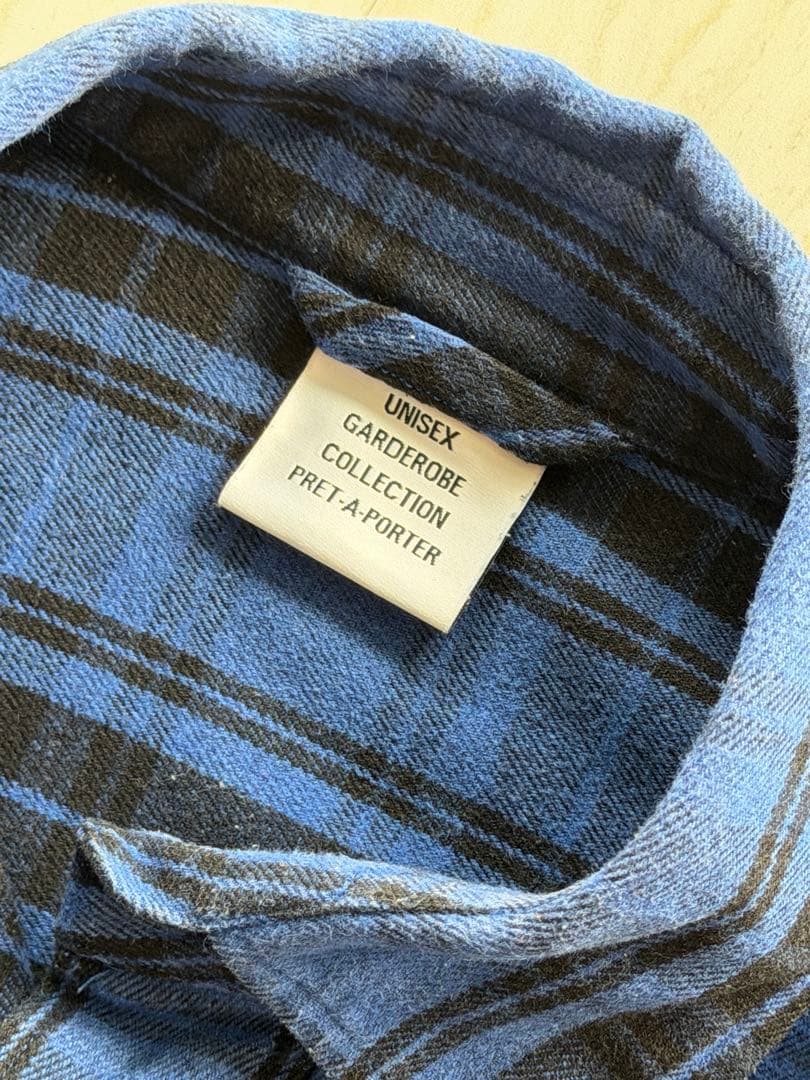 UNISEX
GARDEROBE
COLLECTION
PRET-A-PORTER